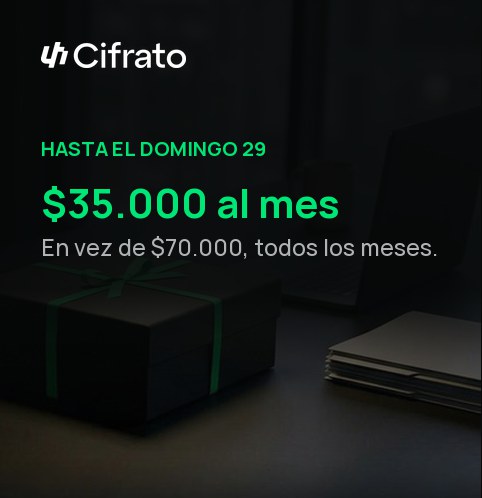 Cifrato
HASTA EL DOMINGO 29
$35.000 al mes
En vez de $70.000, todos los meses.